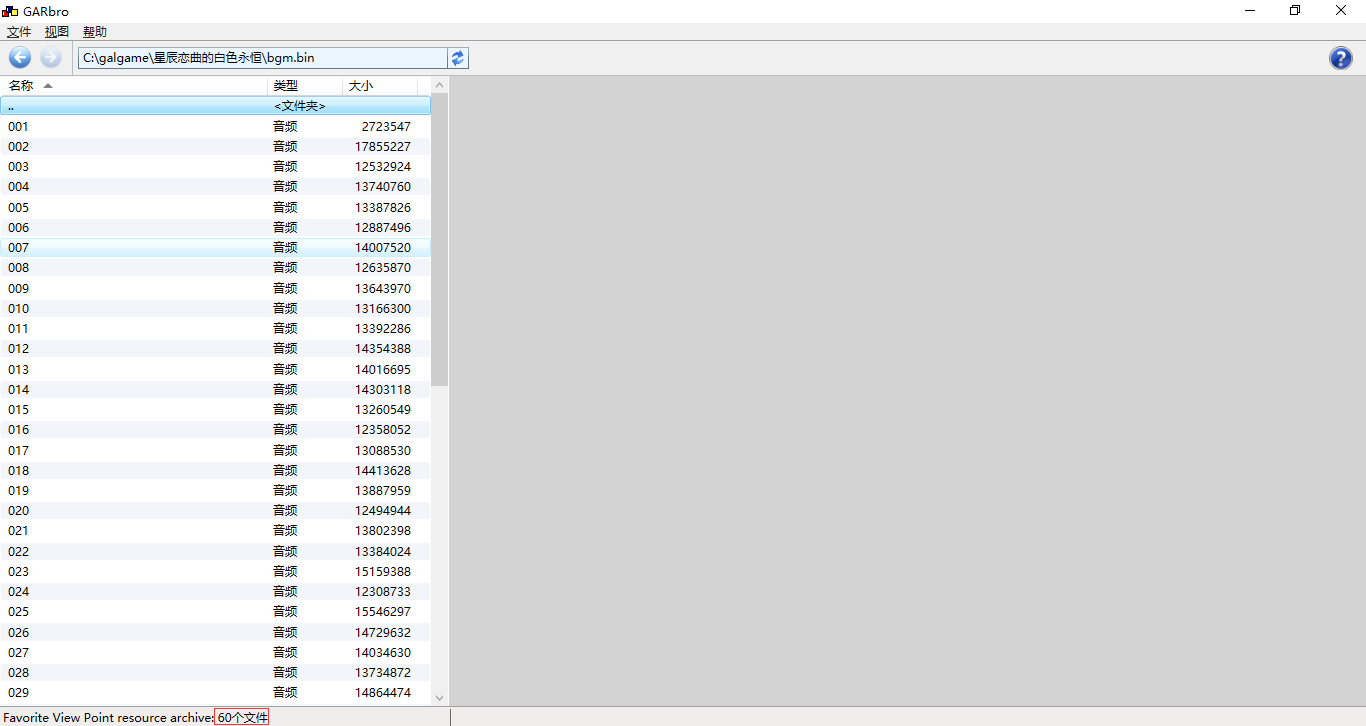 GARbro
文件 视图 帮助
C:\galgame\星辰恋曲的白色永恒\bgm.bin
名称 类型 大小
.. <文件夹>
001 音频 2723547
002 音频 17855227
003 音频 12532924
004 音频 13740760
005 音频 13387826
006 音频 12887496
007 音频 14007520
008 音频 12635870
009 音频 13643970
010 音频 13166300
011 音频 13392286
012 音频 14354388
013 音频 14016695
014 音频 14303118
015 音频 13260549
016 音频 12358052
017 音频 13088530
018 音频 14413628
019 音频 13887959
020 音频 12494944
021 音频 13802398
022 音频 13384024
023 音频 15159388
024 音频 12308733
025 音频 15546297
026 音频 14729632
027 音频 14034630
028 音频 13734872
029 音频 14864474
Favorite View Point resource archive: 60个文件